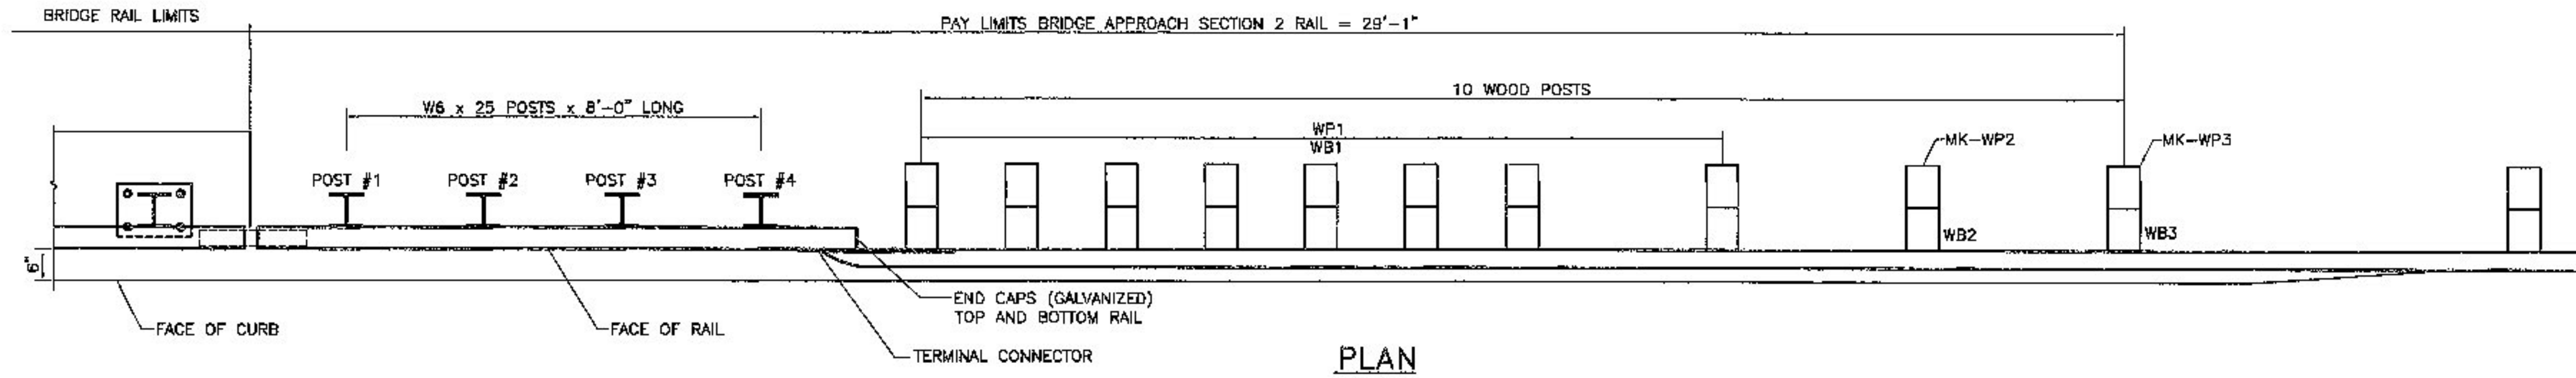 BRIDGE RAIL LIMITS
PAY LIMITS BRIDGE APPROACH SECTION 2 RAIL = 29'-1"
10 WOOD POSTS
W6 x 25 POSTS x 8'-0" LONG
WP1
WB1
MK-WP2
MK-WP3
POST #1
POST #2
POST #3
POST #4
WB2
WB3
6"
END CAPS (GALVANIZED)
TOP AND BOTTOM RAIL
FACE OF CURB
FACE OF RAIL
TERMINAL CONNECTOR
PLAN